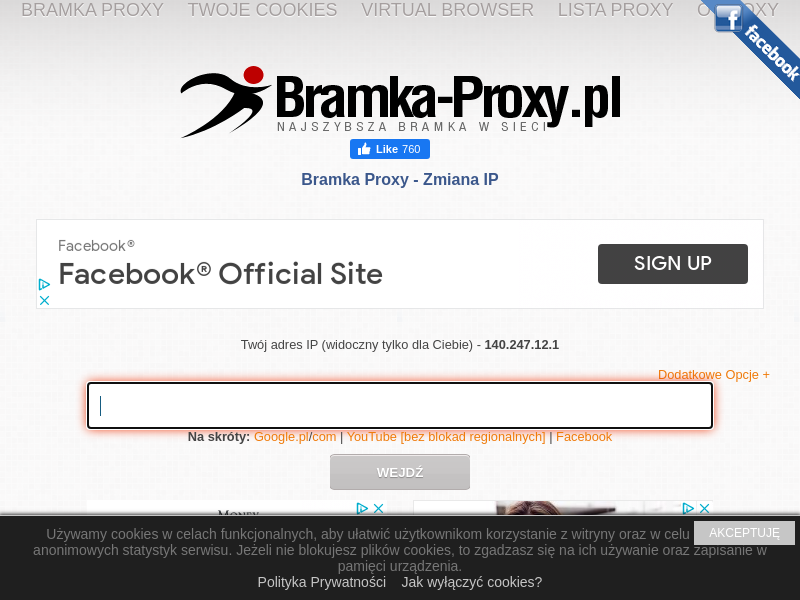 BRAMKA PROXY TWOJE COOKIES VIRTUAL BROWSER LISTA PROXY
facebook
Bramka-Proxy.pl
NAJSZYBSZA BRAMKA W SIECI
Like 760
Bramka Proxy - Zmiana IP
Facebook®
Facebook® Official Site
SIGN UP
Twój adres IP (widoczny tylko dla Ciebie) - 140.247.12.1
Dodatkowe Opcje +
Na skróty: Google.pl/com | YouTube [bez blokad regionalnych] | Facebook
WEJDŹ
Używamy cookies w celach funkcjonalnych, aby ułatwić użytkownikom korzystanie z witryny oraz w celu
AKCEPTUJĘ
anonimowych statystyk serwisu. Jeżeli nie blokujesz plików cookies, to zgadzasz się na ich używanie oraz zapisanie w
pamięci urządzenia.
Polityka Prywatności Jak wyłączyć cookies?